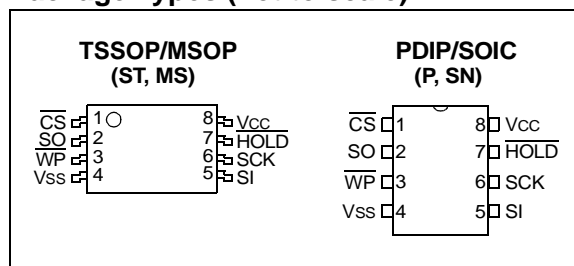 Types (not to scale)
TSSOP/MSOP
(ST, MS)
CS 1 8 VCC
SO 2 7 HOLD
WP 3 6 SCK
VSS 4 5 SI
PDIP/SOIC
(P, SN)
CS 1 8 VCC
SO 2 7 HOLD
WP 3 6 SCK
VSS 4 5 SI